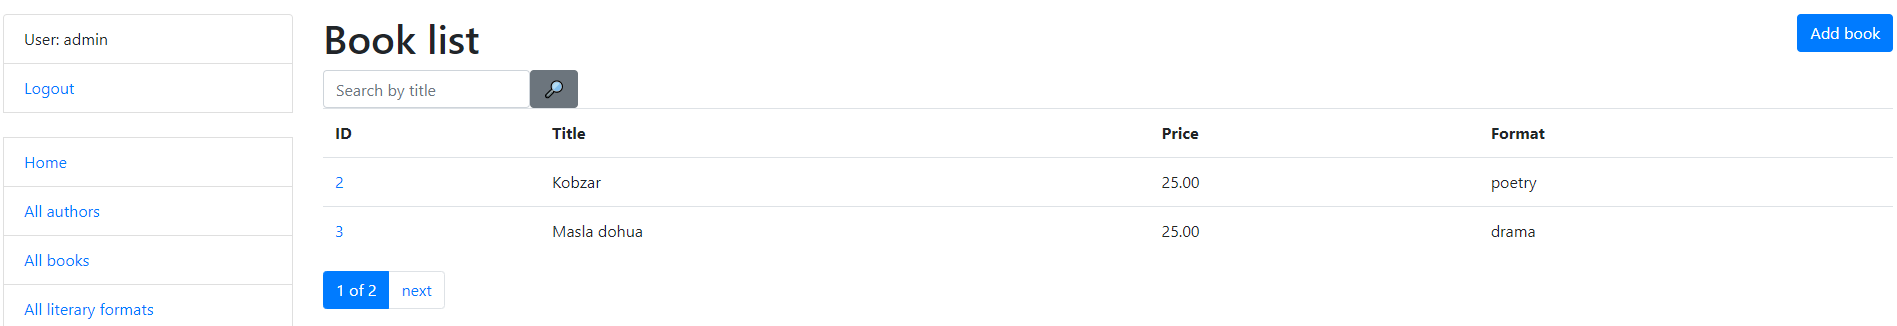 User: admin
Logout
Home
All authors
All books
All literary formats
Book list
Add book
Search by title
ID Title Price Format
2 Kobzar 25.00 poetry
3 Masla dohua 25.00 drama
1 of 2 next